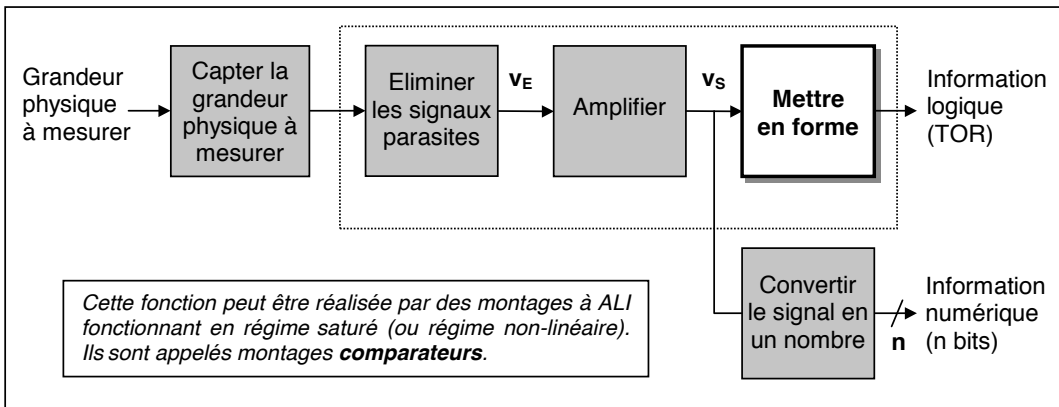 Grandeur
physique
à mesurer
Capter la
grandeur
physique à
mesurer
Eliminer
les signaux
parasites
vE
Amplifier
vS
Mettre
en forme
Information
logique
(TOR)
Convertir
le signal en
un nombre
n
Information
numérique
(n bits)
Cette fonction peut être réalisée par des montages à ALI
fonctionnant en régime saturé (ou régime non-linéaire).
Ils sont appelés montages comparateurs.